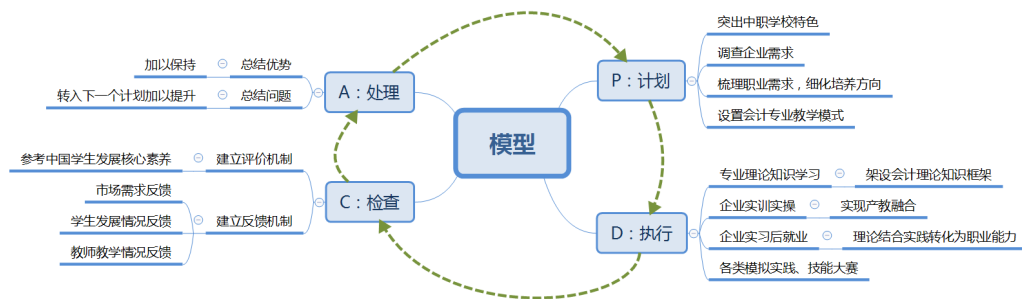 模型
P：计划
突出中职学校特色
调查企业需求
梳理职业需求，细化培养方向
设置会计专业教学模式
D：执行
专业理论知识学习
架设会计理论知识框架
企业实训实操
实现产教融合
企业实习后就业
理论结合实践转化为职业能力
各类模拟实践、技能大赛
C：检查
建立评价机制
参考中国学生发展核心素养
建立反馈机制
市场需求反馈
学生发展情况反馈
教师教学情况反馈
A：处理
总结优势
加以保持
总结问题
转入下一个计划加以提升